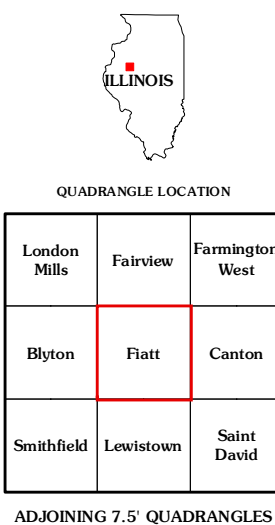 ILLINOIS
QUADRANGLE LOCATION
London
Mills
Fairview
Farmington
West
Blyton
Fiatt
Canton
Smithfield
Lewistown
Saint
David
ADJOINING 7.5' QUADRANGLES